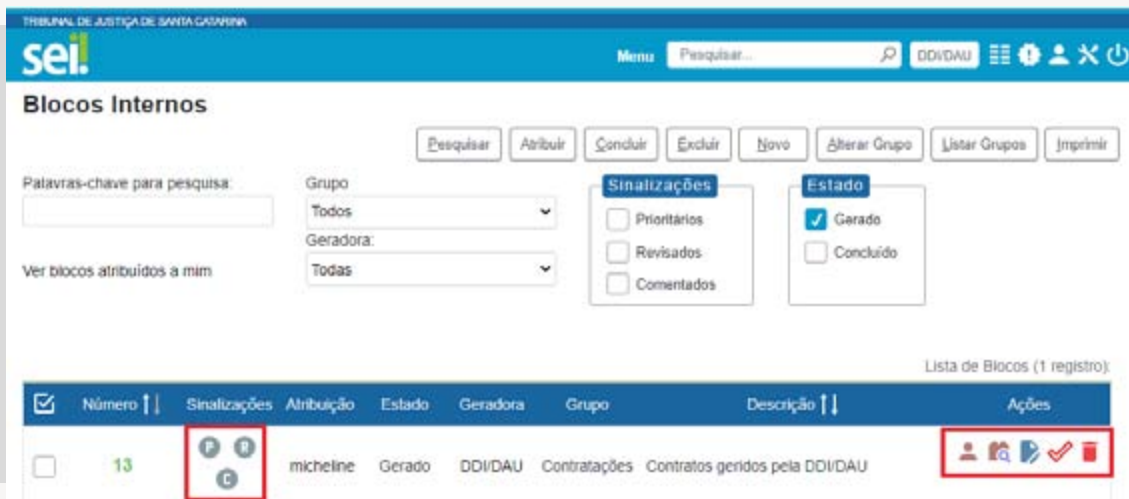 TRIBUNAL DE JUSTIÇA DE SANTA CATARINA
sei!
Menu Pesquisar... DDI/DAU
Blocos Internos
Pesquisar Atribuir Concluir Excluir Novo Alterar Grupo Listar Grupos Imprimir
Palavras-chave para pesquisa:
Grupo
Todos
Geradora:
Todas
Ver blocos atribuídos a mim
Sinalizações
Prioritários
Revisados
Comentados
Estado
Gerado
Concluído
Lista de Blocos (1 registro):
Número Sinalizações Atribuição Estado Geradora Grupo Descrição Ações
13 P R C micheline Gerado DDI/DAU Contratações Contratos geridos pela DDI/DAU